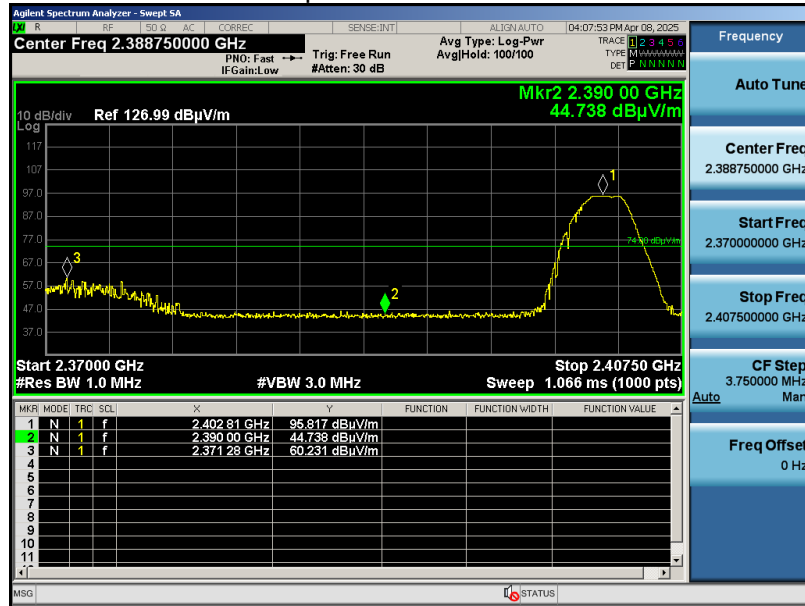 Agilent Spectrum Analyzer - Swept SA
LXI R RF 50 Ω AC CORREC SENSE:INT ALIGN AUTO 04:07:53 PM Apr 08, 2025
Center Freq 2.388750000 GHz
PNO: Fast
IFGain:Low
Trig: Free Run
#Atten: 30 dB
Avg Type: Log-Pwr
Avg|Hold: 100/100
TRACE 1 2 3 4 5 6
TYPE M
DET P N N N N N
Mkr2 2.390 00 GHz
44.738 dBµV/m
10 dB/div Ref 126.99 dBµV/m
Log
117
107
97.0
87.0
77.0
67.0
57.0
47.0
37.0
1
2
3
Start 2.37000 GHz Stop 2.40750 GHz
#Res BW 1.0 MHz #VBW 3.0 MHz Sweep 1.066 ms (1000 pts)
MKR MODE TRC SCL X Y FUNCTION FUNCTION WIDTH FUNCTION VALUE
1 N 1 f 2.402 81 GHz 95.817 dBµV/m
2 N 1 f 2.390 00 GHz 44.738 dBµV/m
3 N 1 f 2.371 28 GHz 60.231 dBµV/m
4
5
6
7
8
9
10
11
MSG STATUS
Frequency
Auto Tune
Center Freq
2.388750000 GHz
Start Freq
2.370000000 GHz
Stop Freq
2.407500000 GHz
CF Step
3.750000 MHz
Auto Man
Freq Offset
0 Hz